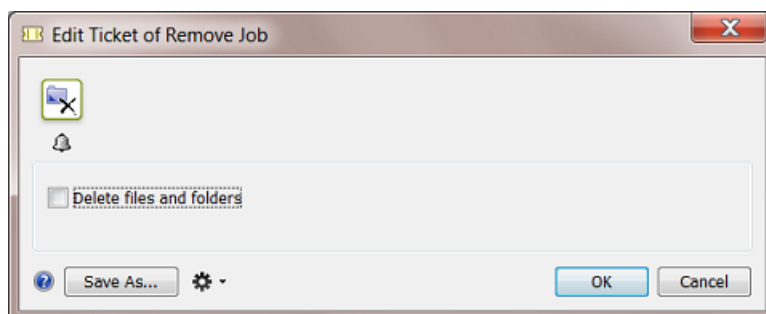 Edit Ticket of Remove Job
Delete files and folders
Save As...
OK
Cancel